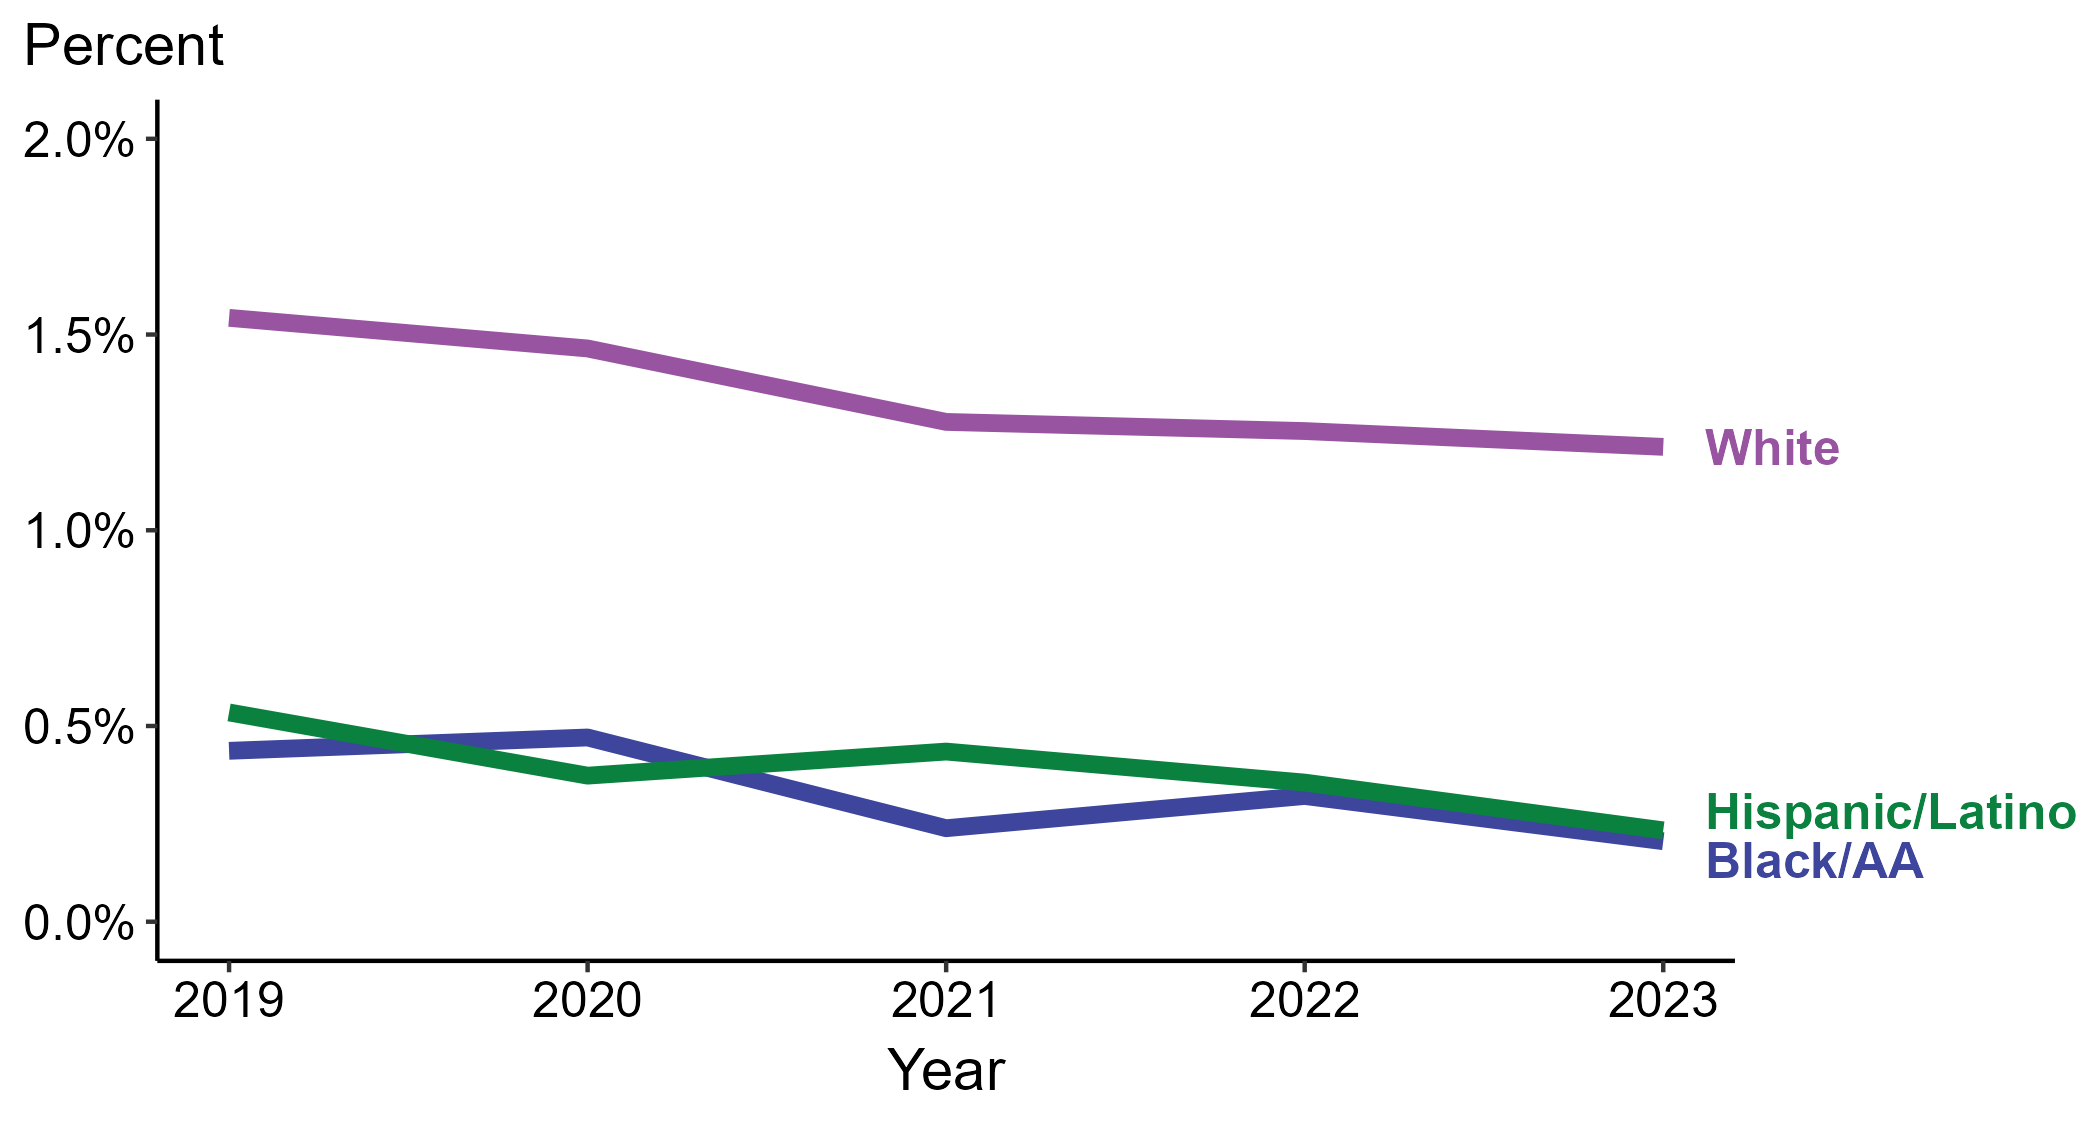 Percent
2.0%
1.5%
1.0%
0.5%
0.0%
White
Hispanic/Latino
Black/AA
2019 2020 2021 2022 2023
Year